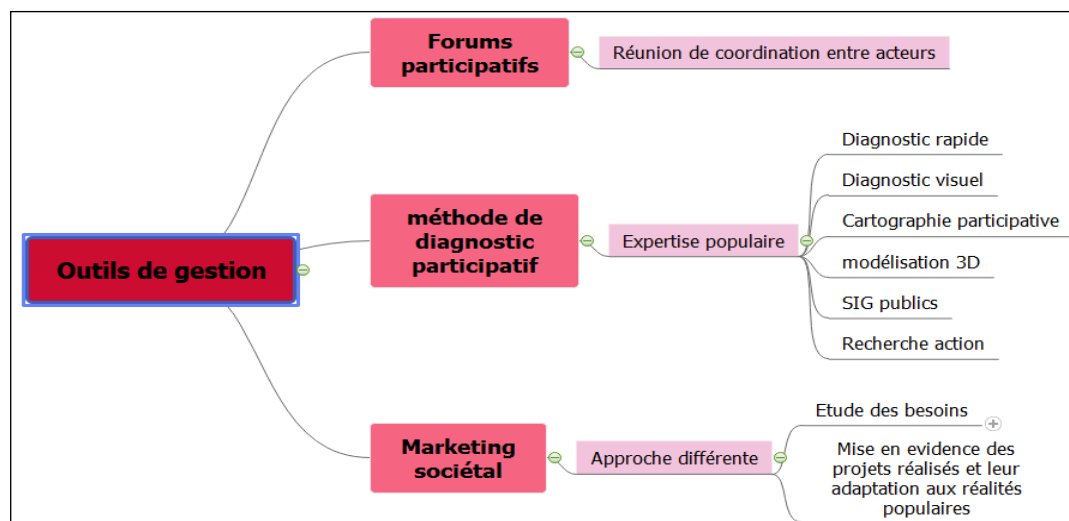 Forums
participatifs
Réunion de coordination entre acteurs
Outils de gestion
méthode de
diagnostic
participatif
Expertise populaire
Diagnostic rapide
Diagnostic visuel
Cartographie participative
modélisation 3D
SIG publics
Recherche action
Marketing
sociétal
Approche différente
Etude des besoins
Mise en evidence des
projets réalisés et leur
adaptation aux réalités
populaires